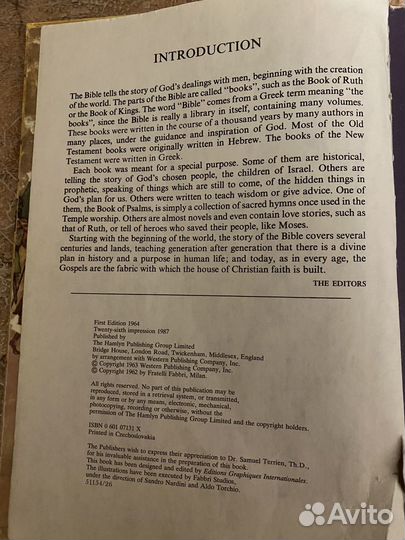 INTRODUCTION
The Bible tells the story of God's dealings with men, beginning with the creation
of the world. The parts of the Bible are called "books", such as the Book of Ruth
or the Book of Kings. The word "Bible" comes from a Greek term meaning "the
books", since the Bible is really a library in itself, containing many volumes.
These books were written in the course of a thousand years by many authors in
many places, under the guidance and inspiration of God. Most of the Old
Testament books were originally written in Hebrew. The books of the New
Testament were written in Greek.
Each book was meant for a special purpose. Some of them are historical,
telling the story of God's chosen people, the children of Israel. Others are
prophetic, speaking of things which are still to come, of the hidden things in
God's plan for us. Others were written to teach wisdom or give advice. One of
them, the Book of Psalms, is simply a collection of sacred hymns once used in the
Temple worship. Others are almost novels and even contain love stories, such as
that of Ruth, or tell of heroes who saved their people, like Moses.
Starting with the beginning of the world, the story of the Bible covers several
centuries and lands, teaching generation after generation that there is a divine
plan in history and a purpose in human life; and today, as in every age, the
Gospels are the fabric with which the house of Christian faith is built.
THE EDITORS
First Edition 1964
Twenty-sixth impression 1987
Published by
The Hamlyn Publishing Group Limited
Bridge House, London Road, Twickenham, Middlesex, England
by arrangement with Western Publishing Company, Inc.
© Copyright 1963 Western Publishing Company, Inc.
© Copyright 1962 by Fratelli Fabbri, Milan.
All rights reserved. No part of this publication may be
reproduced, stored in a retrieval system, or transmitted,
in any form or by any means, electronic, mechanical,
photocopying, recording or otherwise, without the
permission of The Hamlyn Publishing Group Limited and the copyright holders.
ISBN 0 601 07131 X
Printed in Czechoslovakia
The Publishers wish to express their appreciation to Dr. Samuel Terrien, Th.D.,
for his invaluable assistance in the preparation of this book.
This book has been designed and edited by Editions Graphiques Internationales.
The illustrations have been executed by Fabbri Studios,
under the direction of Sandro Nardini and Aldo Torchio.
51154/26
Avito